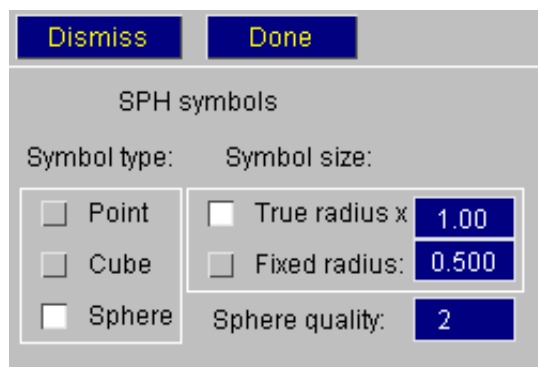 Dismiss Done
SPH symbols
Symbol type: Symbol size:
Point True radius x 1.00
Cube Fixed radius: 0.500
Sphere Sphere quality: 2